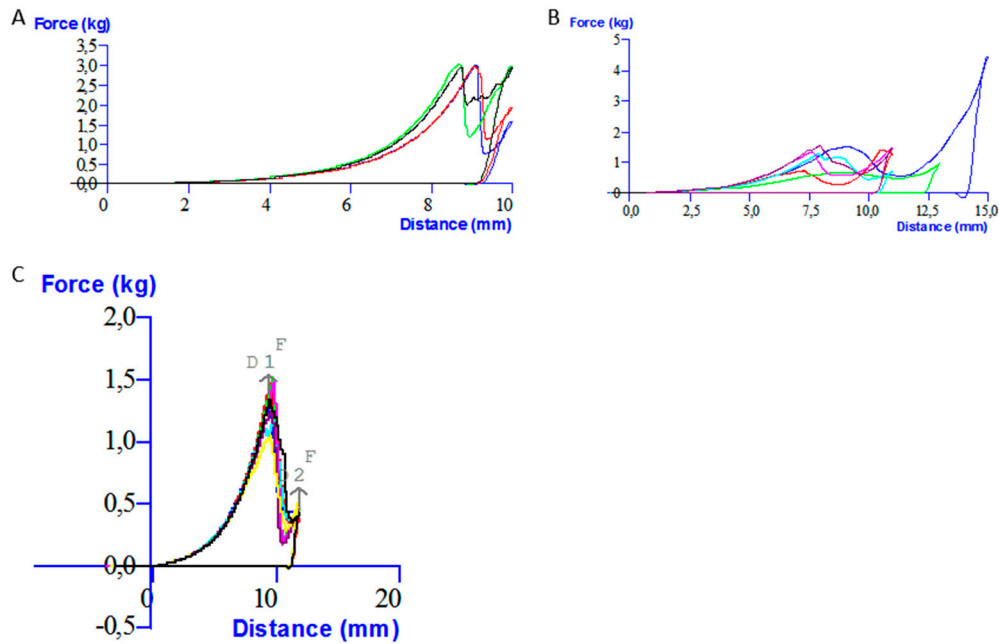 A
Force (kg)
3,5
3,0
2,5
2,0
1,5
1,0
0,5
0,0
0 2 4 6 8 10
Distance (mm)
B
Force (kg)
5
4
3
2
1
0
0,0 2,5 5,0 7,5 10,0 12,5 15,0
Distance (mm)
C
Force (kg)
2,0
1,5
1,0
0,5
0,0
-0,5
D 1 F
2 F
0 10 20
Distance (mm)